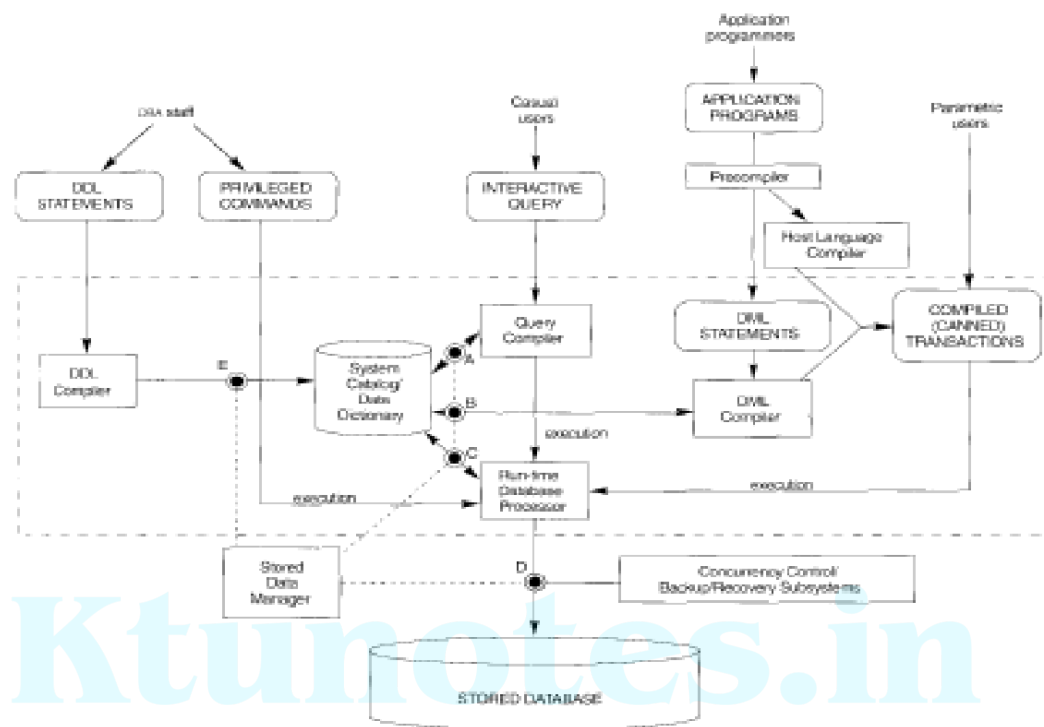 Application
programmers
DBA staff
Casual
users
APPLICATION
PROGRAMS
Parametric
users
DDL
STATEMENTS
PRIVILEGED
COMMANDS
INTERACTIVE
QUERY
Precompiler
Host Language
Compiler
Query
Compiler
DML
STATEMENTS
COMPILED
(CANNED)
TRANSACTIONS
DDL
Compiler
E
System
Catalog/
Data
Dictionary
A
B
C
DML
Compiler
execution
Run-time
Database
Processor
execution
execution
Stored
Data
Manager
D
Concurrency Control/
Backup/Recovery Subsystems
STORED DATABASE
Ktunotes.in